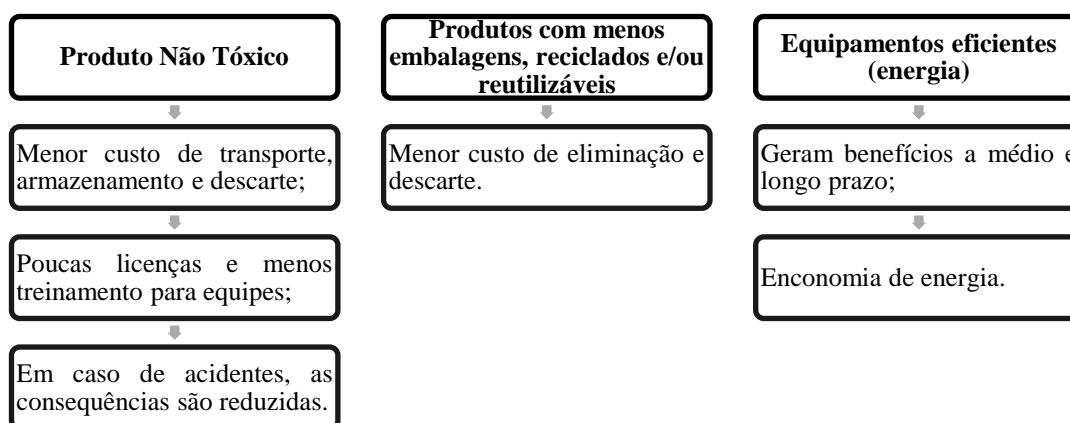 Produto Não Tóxico
Menor custo de transporte,
armazenamento e descarte;
Poucas licenças e menos
treinamento para equipes;
Em caso de acidentes, as
consequências são reduzidas.
Produtos com menos
embalagens, reciclados e/ou
reutilizáveis
Menor custo de eliminação e
descarte.
Equipamentos eficientes
(energia)
Geram benefícios a médio e
longo prazo;
Enconomia de energia.